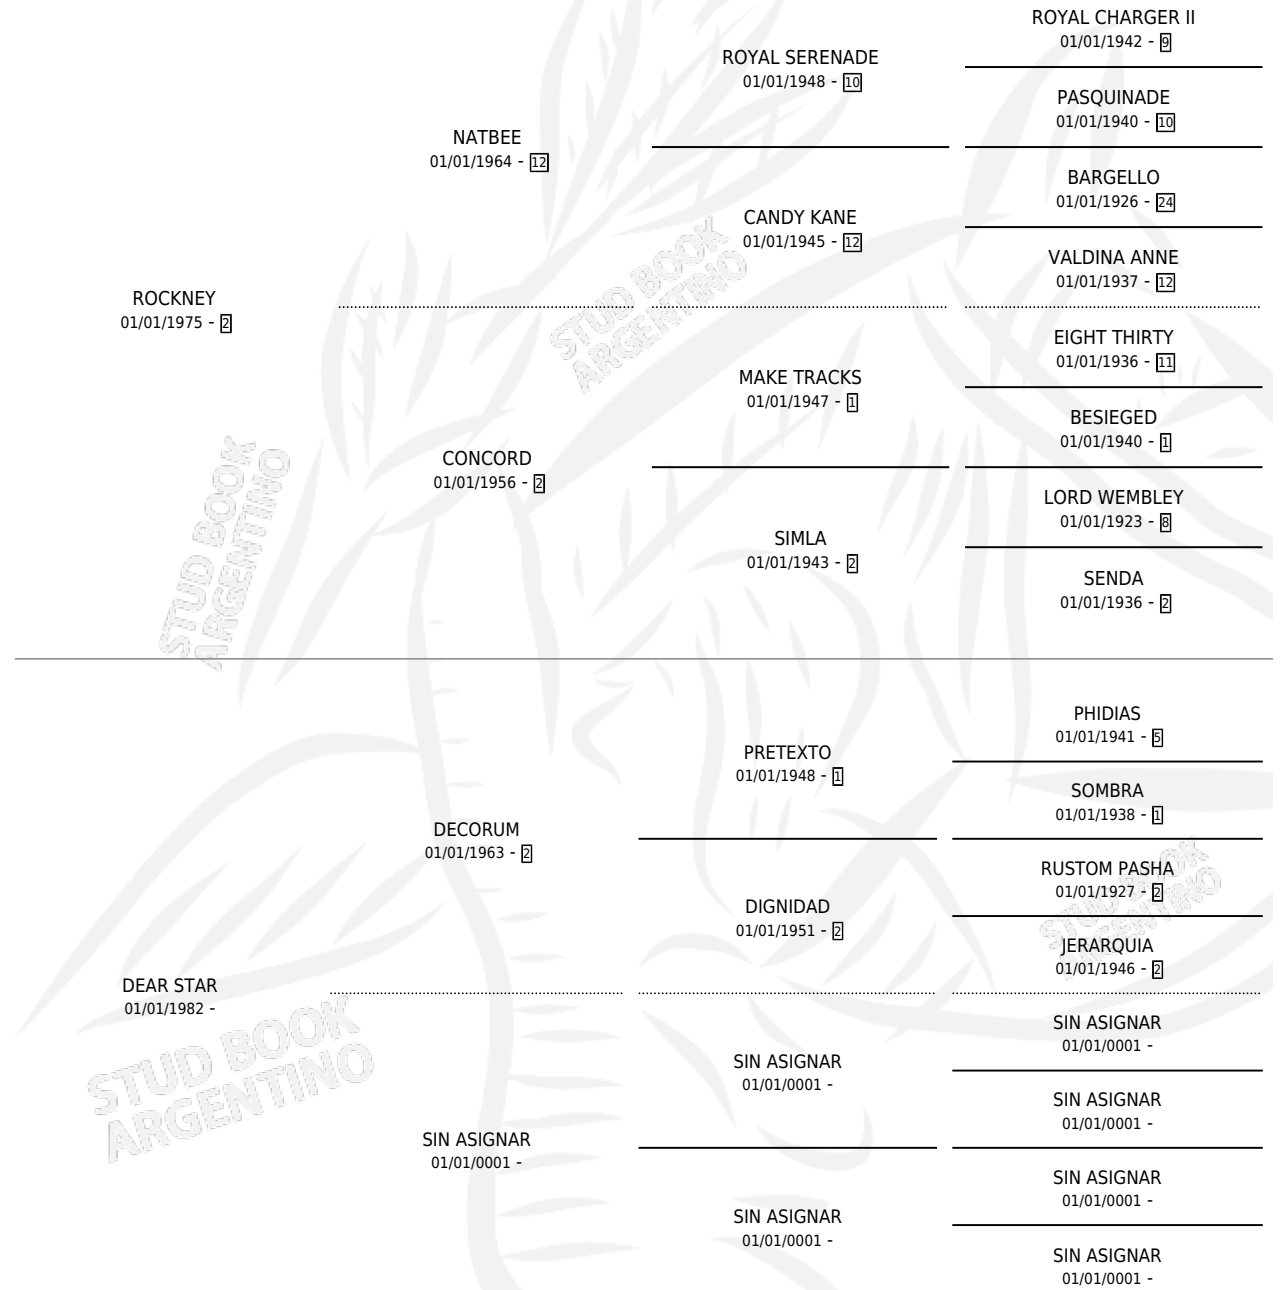 ROYAL CHARGER II
01/01/1942 - 9
ROYAL SERENADE
01/01/1948 - 10
PASQUINADE
01/01/1940 - 10
NATBEE
01/01/1964 - 12
BARGELLO
01/01/1926 - 24
CANDY KANE
01/01/1945 - 12
VALDINA ANNE
01/01/1937 - 12
ROCKNEY
01/01/1975 - 2
EIGHT THIRTY
01/01/1936 - 11
MAKE TRACKS
01/01/1947 - 1
BESIEGED
01/01/1940 - 1
CONCORD
01/01/1956 - 2
LORD WEMBLEY
01/01/1923 - 8
SIMLA
01/01/1943 - 2
SENDA
01/01/1936 - 2
STUD BOOK
ARGENTINO
STUD BOOK
ARGENTINO
PHIDIAS
01/01/1941 - 5
PRETEXTO
01/01/1948 - 1
SOMBRA
01/01/1938 - 1
DECORUM
01/01/1963 - 2
RUSTOM PASHA
01/01/1927 - 2
DIGNIDAD
01/01/1951 - 2
JERARQUIA
01/01/1946 - 2
STUD BOOK
ARGENTINO
DEAR STAR
01/01/1982 -
SIN ASIGNAR
01/01/0001 -
SIN ASIGNAR
01/01/0001 -
SIN ASIGNAR
01/01/0001 -
STUD BOOK
ARGENTINO
SIN ASIGNAR
01/01/0001 -
SIN ASIGNAR
01/01/0001 -
SIN ASIGNAR
01/01/0001 -
SIN ASIGNAR
01/01/0001 -